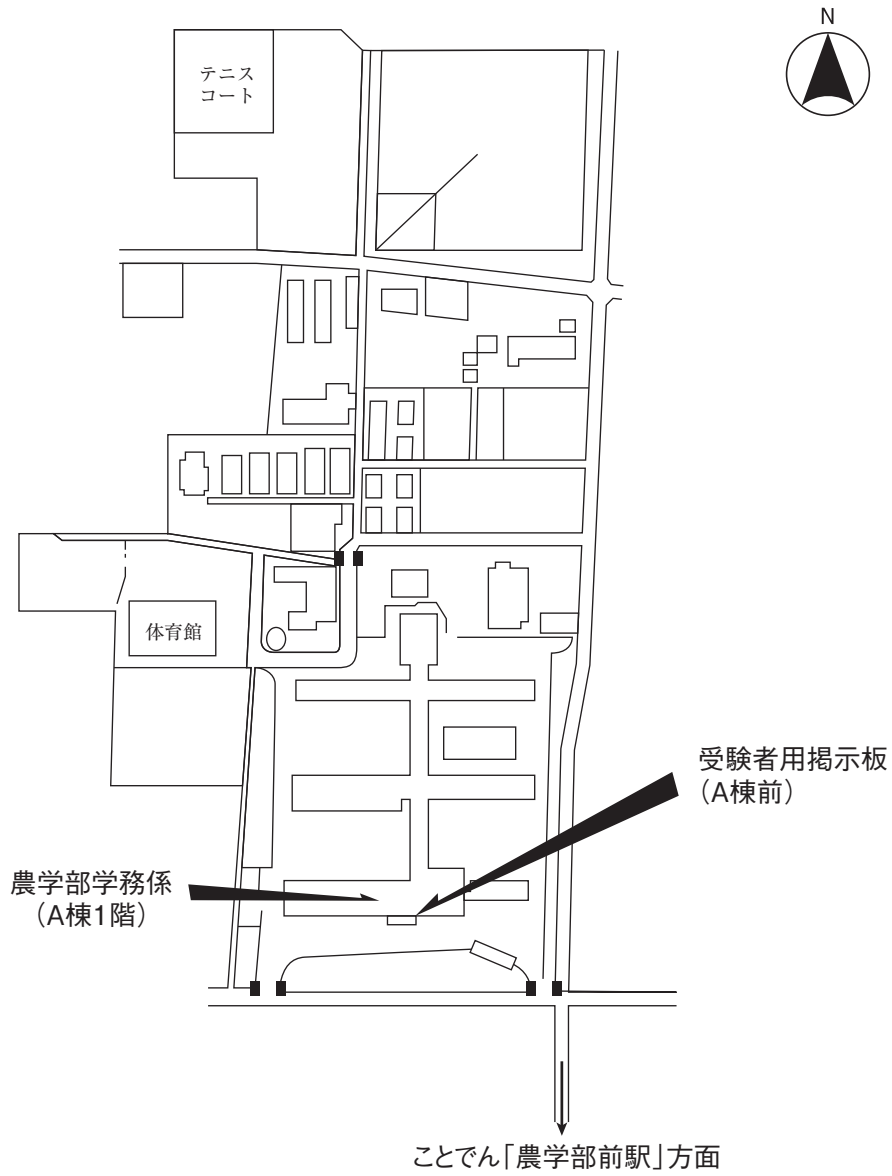 N
テニス
コート
体育館
受験者用掲示板
（A棟前）
農学部学務係
（A棟1階）
ことでん「農学部前駅」方面